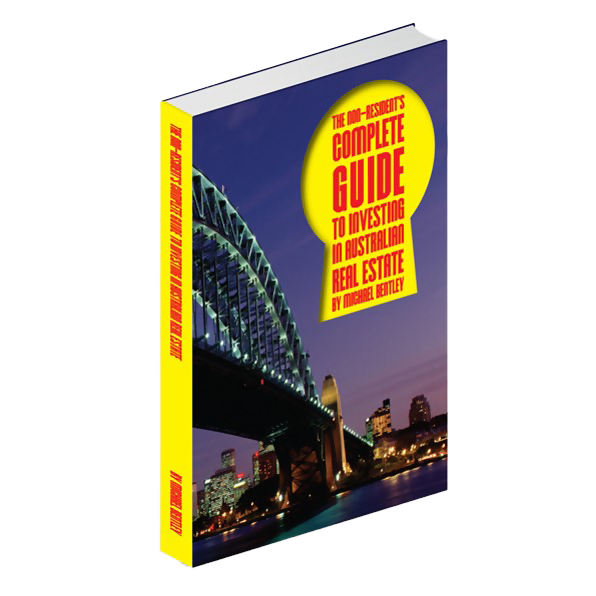 THE NON-RESIDENT'S
COMPLETE
GUIDE
TO INVESTING
IN AUSTRALIAN
REAL ESTATE
BY MICHAEL BENTLEY
THE NON-RESIDENT'S COMPLETE GUIDE TO INVESTING IN AUSTRALIAN REAL ESTATE
BY MICHAEL BENTLEY